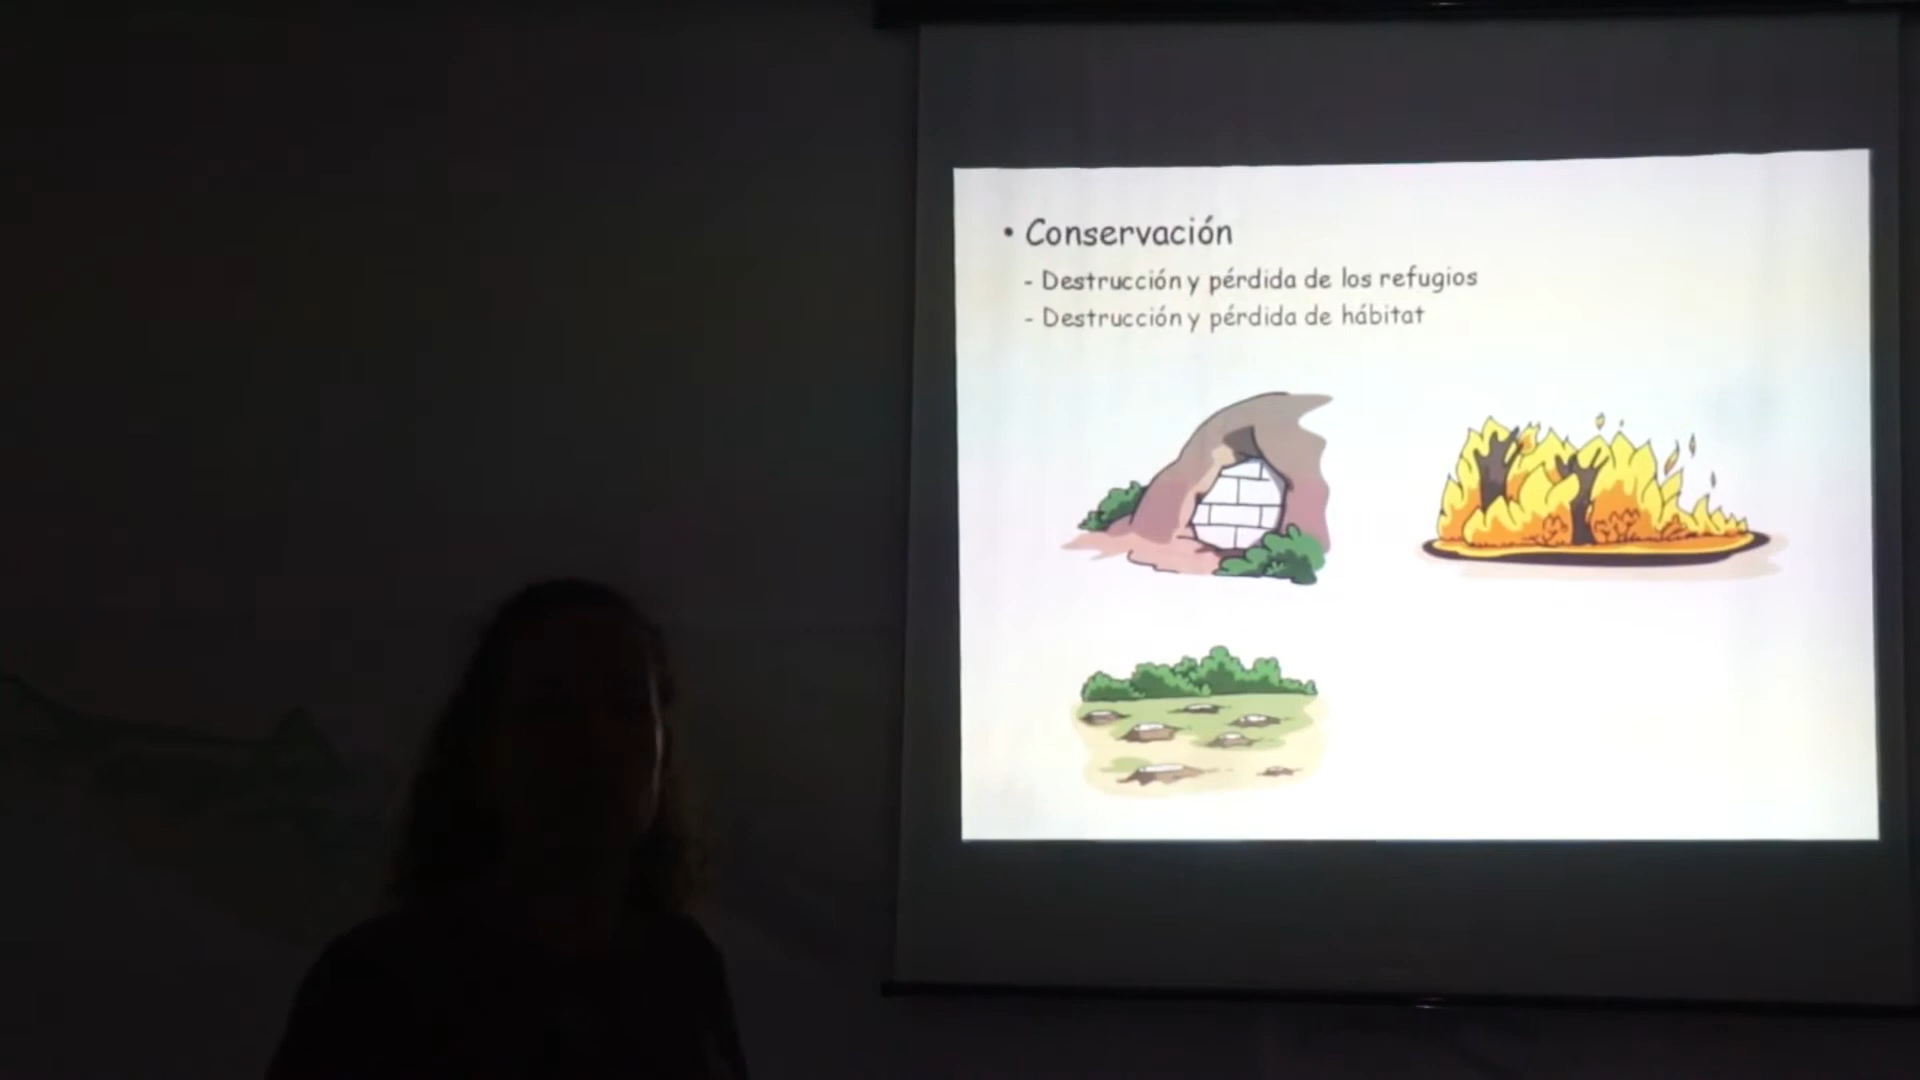 • Conservación
- Destrucción y pérdida de los refugios
- Destrucción y pérdida de hábitat